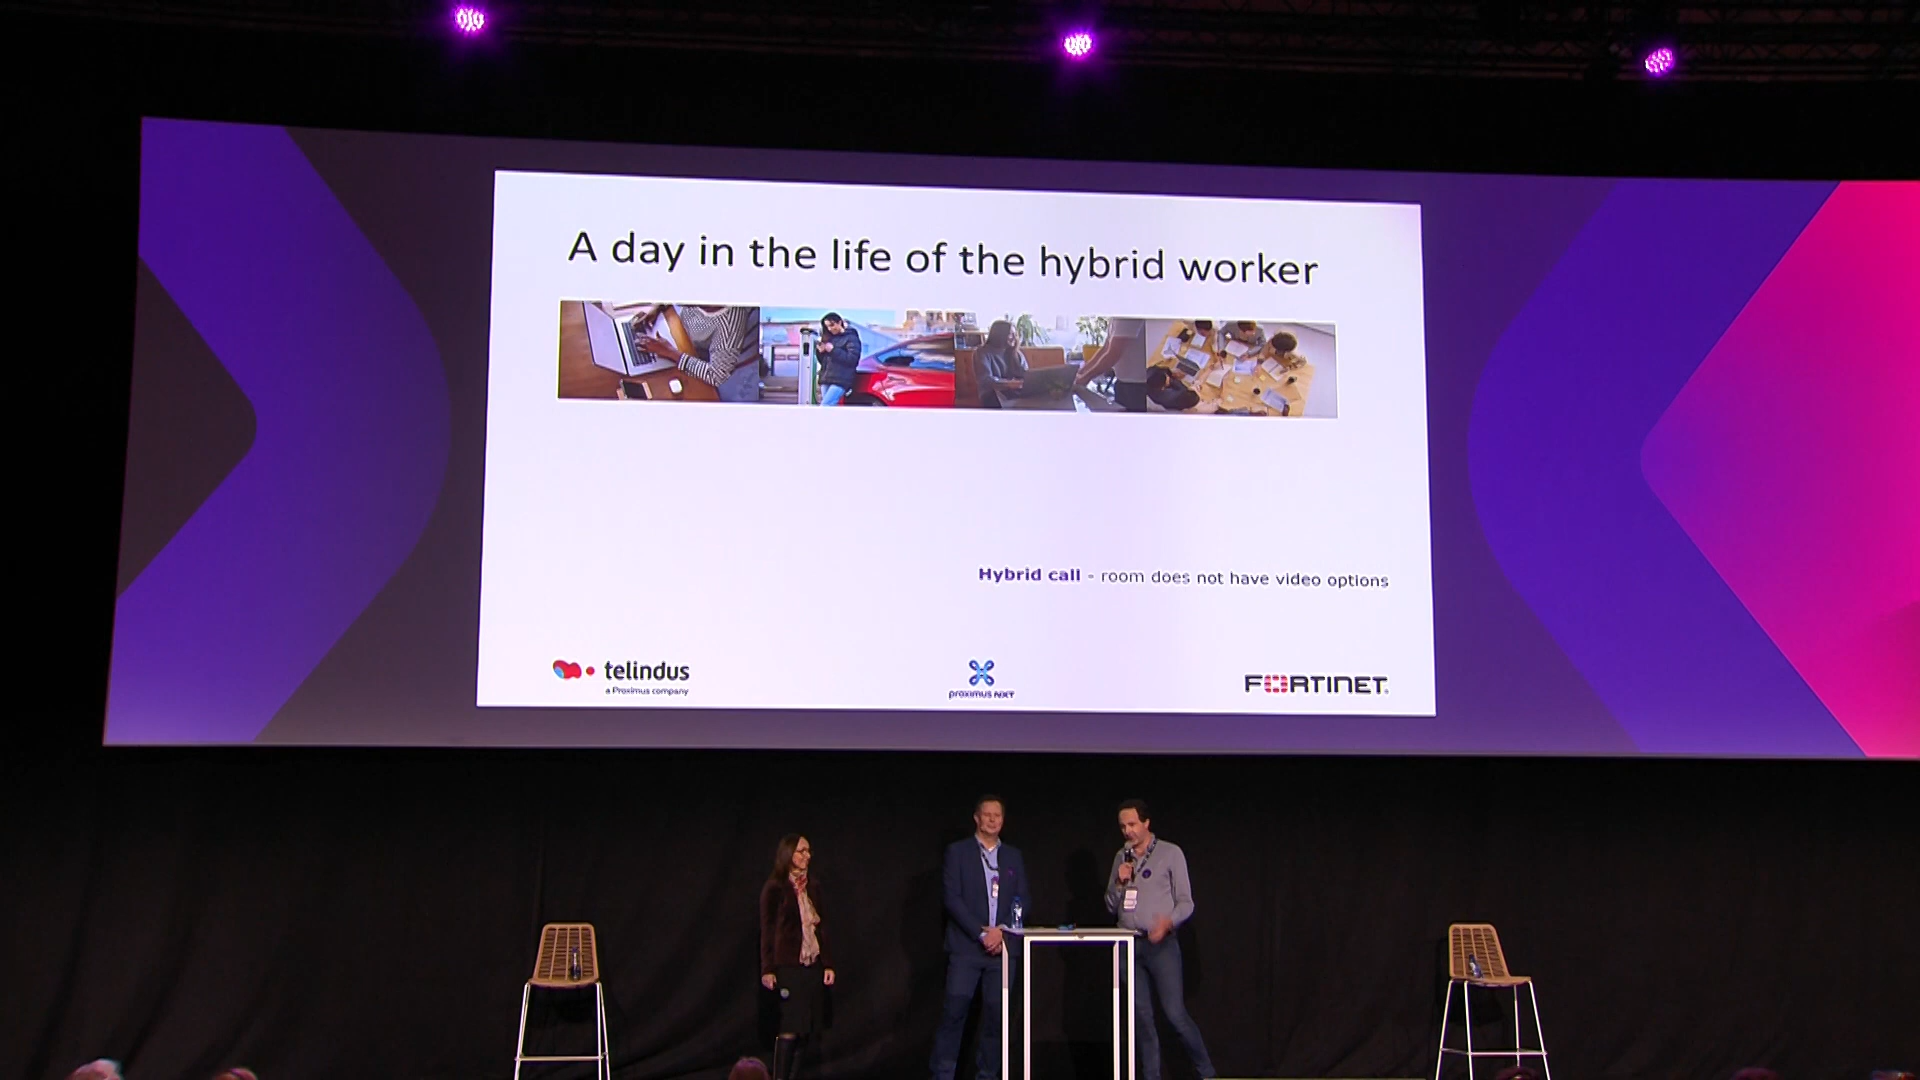 A day in the life of the hybrid worker
Hybrid call - room does not have video options
telindus
a Proximus company
proximus NXT
FORTINET